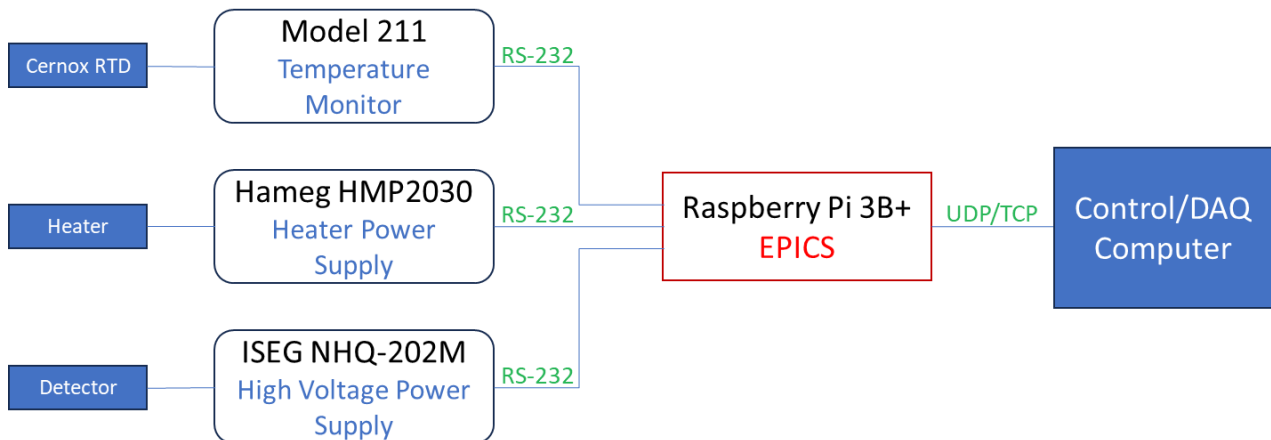 Cernox RTD
Model 211
Temperature
Monitor
RS-232
Heater
Hameg HMP2030
Heater Power
Supply
RS-232
Detector
ISEG NHQ-202M
High Voltage Power
Supply
RS-232
Raspberry Pi 3B+
EPICS
UDP/TCP
Control/DAQ
Computer